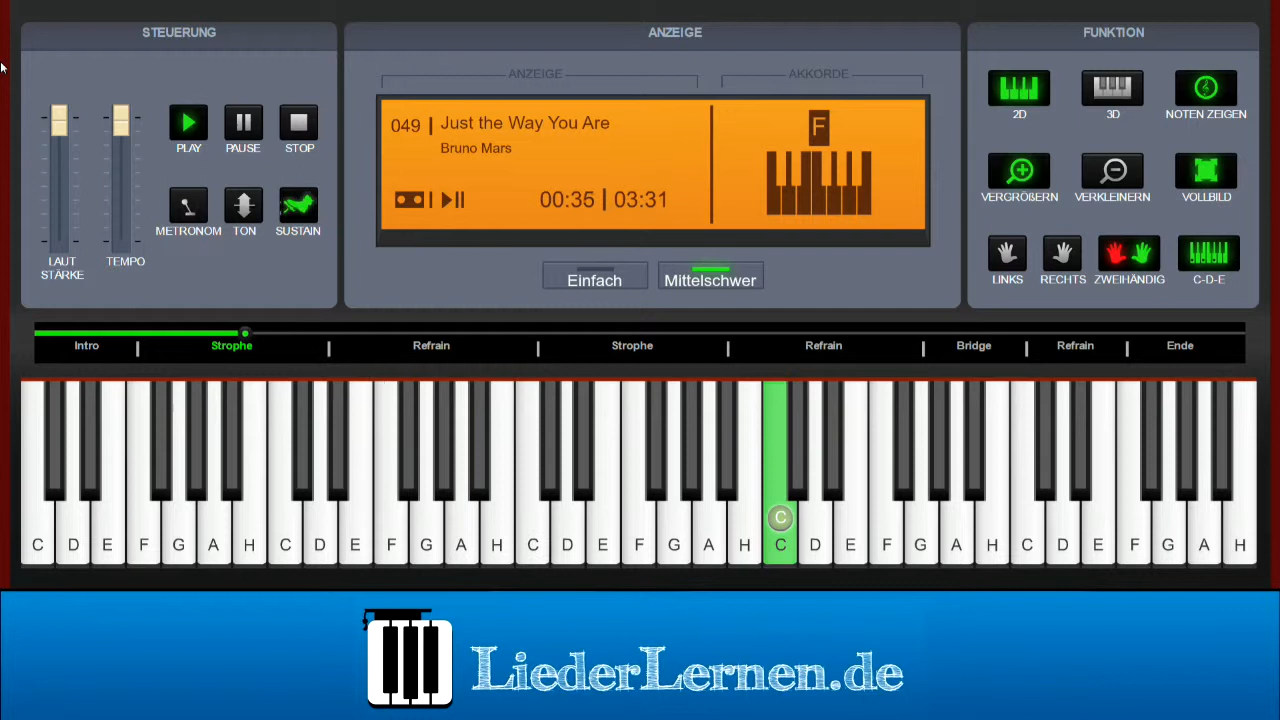 STEUERUNG
ANZEIGE
FUNKTION
ANZEIGE
AKKORDE
PLAY
PAUSE
STOP
METRONOM
TON
SUSTAIN
LAUT
STÄRKE
TEMPO
049 | Just the Way You Are
Bruno Mars
00:35 | 03:31
F
Einfach
Mittelschwer
2D
3D
NOTEN ZEIGEN
VERGRÖßERN
VERKLEINERN
VOLLBILD
LINKS
RECHTS
ZWEIHÄNDIG
C-D-E
Intro | Strophe | Refrain | Strophe | Refrain | Bridge | Refrain | Ende
C
C D E F G A H C D E F G A H C D E F G A H C D E F G A H C D E F G A H
LiederLernen.de